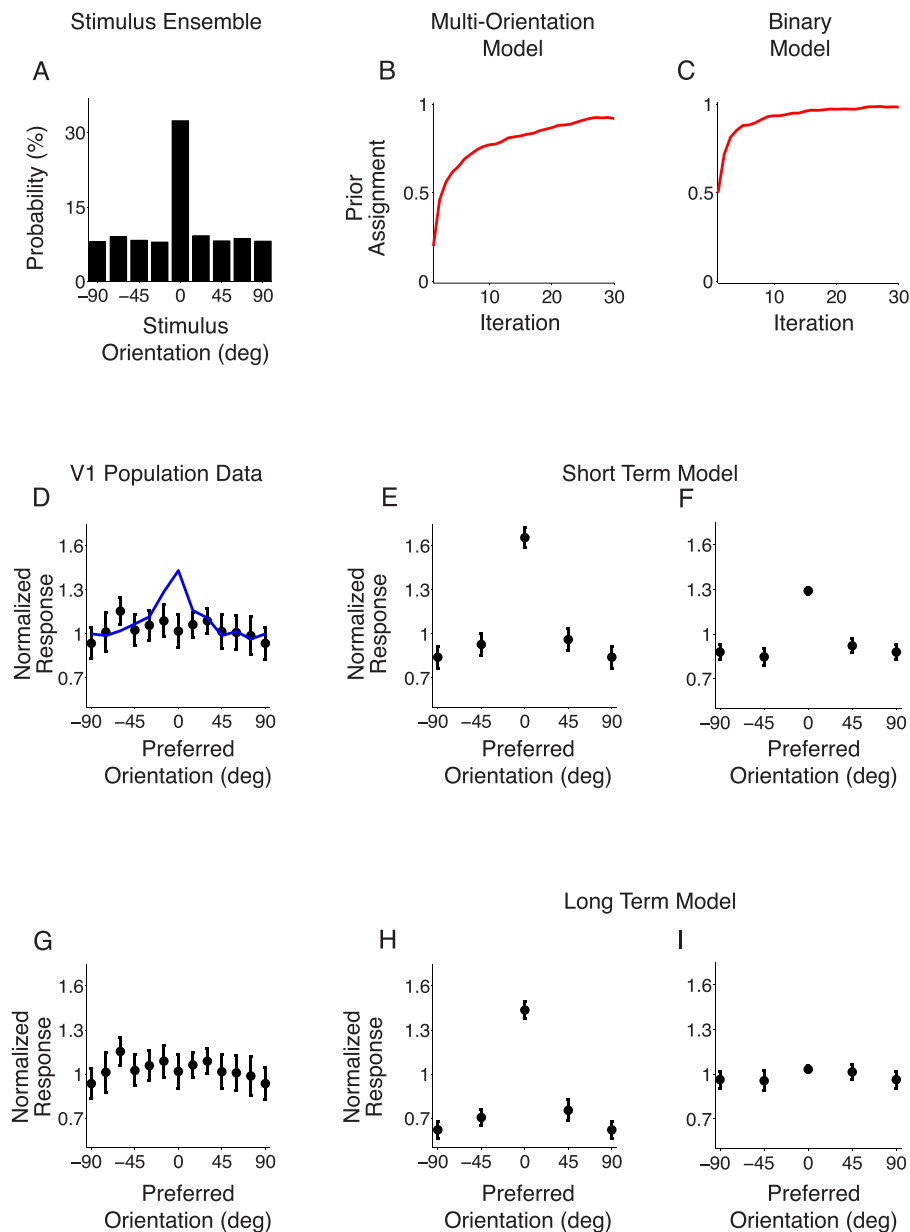 Stimulus Ensemble
Multi-Orientation
Model
Binary
Model
A
Probability (%)
30
15
0
−90
−45
0
45
90
Stimulus
Orientation (deg)
B
Prior
Assignment
1
0.5
0
10
20
30
Iteration
C
1
0.5
0
10
20
30
Iteration
V1 Population Data
Short Term Model
D
Normalized
Response
1.6
1.3
1
0.7
−90
−45
0
45
90
Preferred
Orientation (deg)
E
Normalized
Response
1.6
1.3
1
0.7
−90
−45
0
45
90
Preferred
Orientation (deg)
F
1.6
1.3
1
0.7
−90
−45
0
45
90
Preferred
Orientation (deg)
Long Term Model
G
Normalized
Response
1.6
1.3
1
0.7
−90
−45
0
45
90
Preferred
Orientation (deg)
H
Normalized
Response
1.6
1.3
1
0.7
−90
−45
0
45
90
Preferred
Orientation (deg)
I
1.6
1.3
1
0.7
−90
−45
0
45
90
Preferred
Orientation (deg)